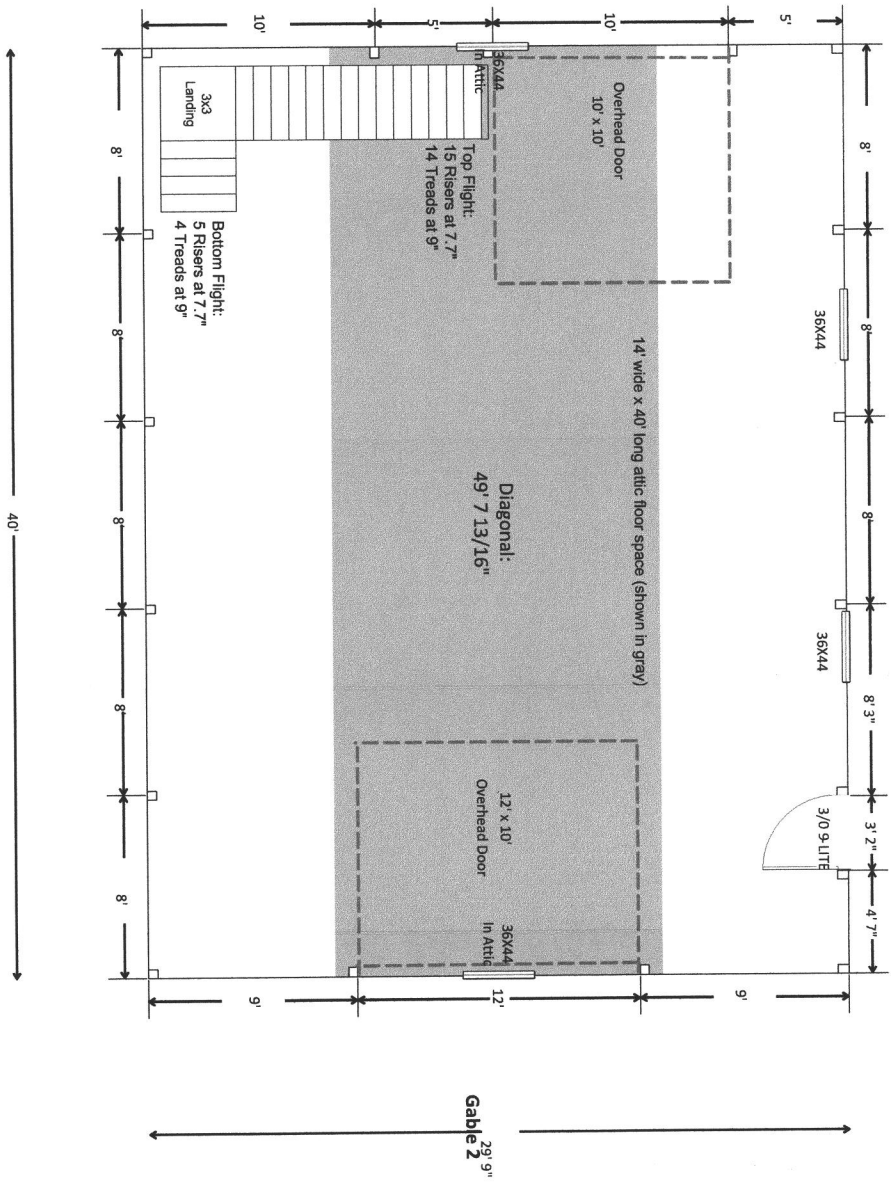 8'
8'
8'
8' 3"
3' 2"
4' 7"
5'
36X44
36X44
3/0 9-LITE
9'
10'
Overhead Door
10' x 10'
14' wide x 40' long attic floor space (shown in gray)
36X44
In Attic
Diagonal:
49' 7 13/16"
12' x 10'
Overhead Door
36X44
In Attic
12'
29' 9"
Gable 2
5'
Top Flight:
15 Risers at 7.7"
14 Treads at 9"
10'
3x3
Landing
Bottom Flight:
5 Risers at 7.7"
4 Treads at 9"
9'
8'
8'
8'
8'
8'
40'